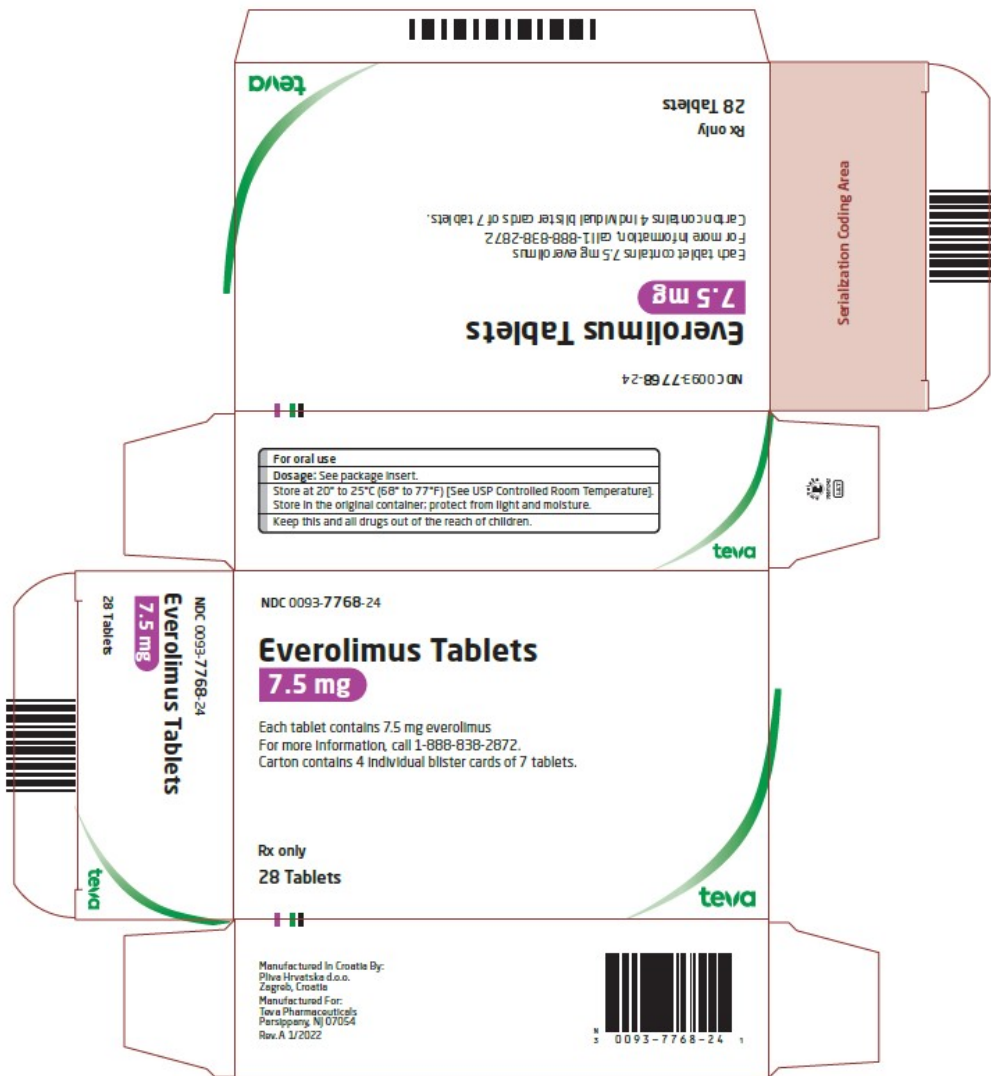 teva
28 Tablets
Rx only
Carton contains 4 individual blister cards of 7 tablets.
For more information, call 1-888-838-2872
Each tablet contains 7.5 mg everolimus
7.5 mg
Everolimus Tablets
NDC 0093-7768-24
Serialization Coding Area
For oral use
Dosage: See package insert.
Store at 20° to 25°C (68° to 77°F) [See USP Controlled Room Temperature].
Store in the original container; protect from light and moisture.
Keep this and all drugs out of the reach of children.
teva
NDC 0093-7768-24
Everolimus Tablets
7.5 mg
28 Tablets
teva
NDC 0093-7768-24
Everolimus Tablets
7.5 mg
Each tablet contains 7.5 mg everolimus
For more information, call 1-888-838-2872.
Carton contains 4 individual blister cards of 7 tablets.
Rx only
28 Tablets
teva
Manufactured In Croatia By:
Pliva Hrvatska d.o.o.
Zagreb, Croatia
Manufactured For:
Teva Pharmaceuticals
Parsippany, NJ 07054
Rev. A 1/2022
N
3 0093-7768-24 1